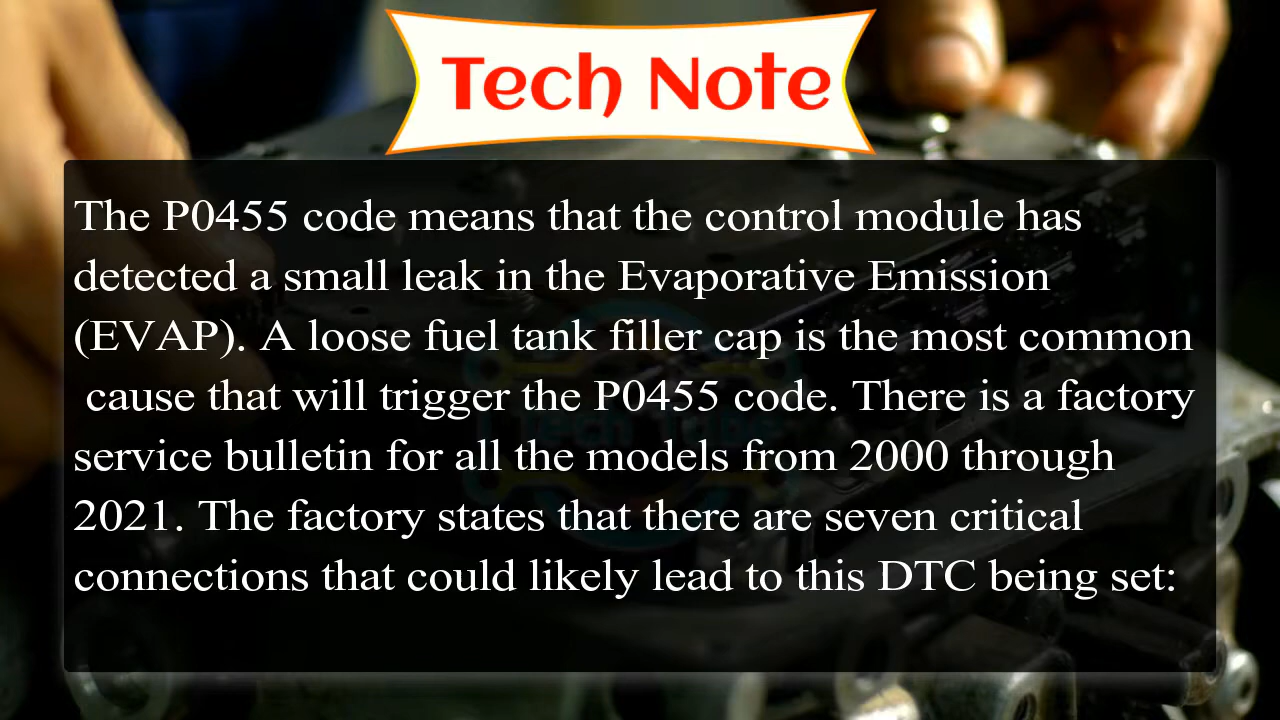 Tech Note
The P0455 code means that the control module has
detected a small leak in the Evaporative Emission
(EVAP). A loose fuel tank filler cap is the most common
cause that will trigger the P0455 code. There is a factory
service bulletin for all the models from 2000 through
2021. The factory states that there are seven critical
connections that could likely lead to this DTC being set: